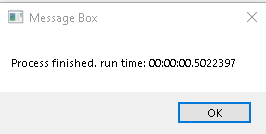 Message Box
Process finished. run time: 00:00:00.5022397
OK